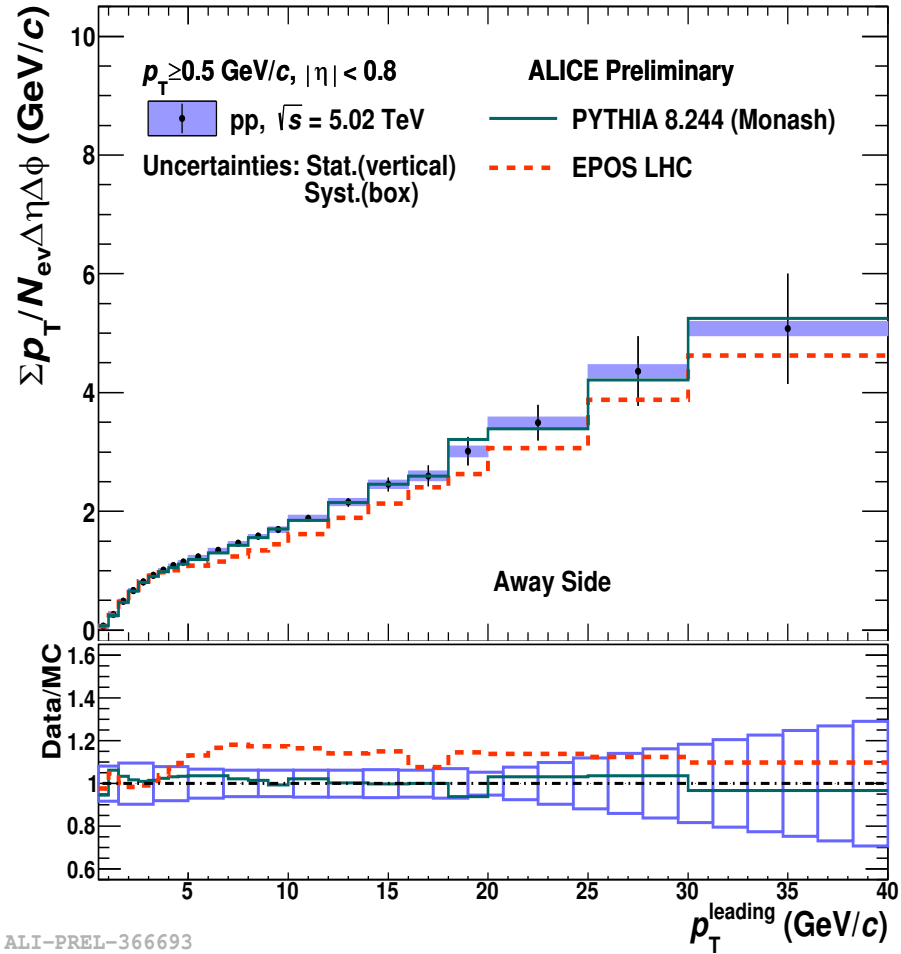 Σp_T/N_ev ΔηΔϕ (GeV/c)
10
8
6
4
2
0
p_T≥0.5 GeV/c, |η| < 0.8
pp, √s = 5.02 TeV
Uncertainties: Stat.(vertical)
Syst.(box)
ALICE Preliminary
PYTHIA 8.244 (Monash)
EPOS LHC
Away Side
Data/MC
1.6
1.4
1.2
1
0.8
0.6
5 10 15 20 25 30 35 40
p_T^leading (GeV/c)
ALI-PREL-366693